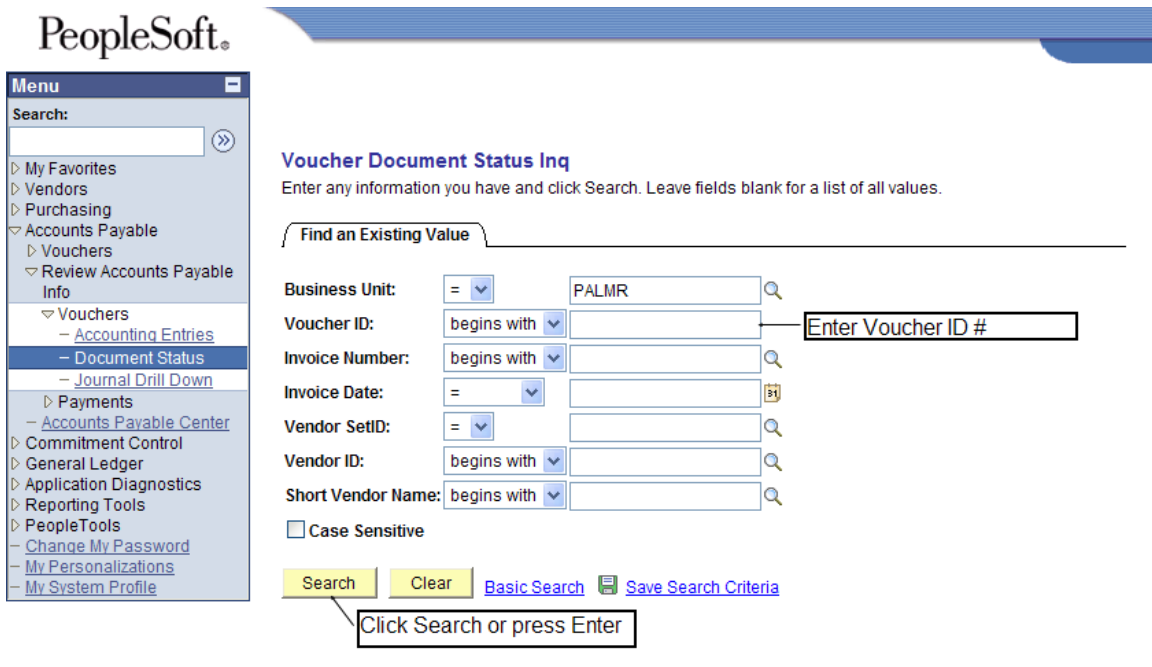 PeopleSoft®
Menu
Search:
My Favorites
Vendors
Purchasing
Accounts Payable
Vouchers
Review Accounts Payable
Info
Vouchers
Accounting Entries
Document Status
Journal Drill Down
Payments
Accounts Payable Center
Commitment Control
General Ledger
Application Diagnostics
Reporting Tools
PeopleTools
Change My Password
My Personalizations
My System Profile
Voucher Document Status Inq
Enter any information you have and click Search. Leave fields blank for a list of all values.
Find an Existing Value
Business Unit: = PALMR
Voucher ID: begins with Enter Voucher ID #
Invoice Number: begins with
Invoice Date: = 31
Vendor SetID: =
Vendor ID: begins with
Short Vendor Name: begins with
Case Sensitive
Search Clear Basic Search Save Search Criteria
Click Search or press Enter